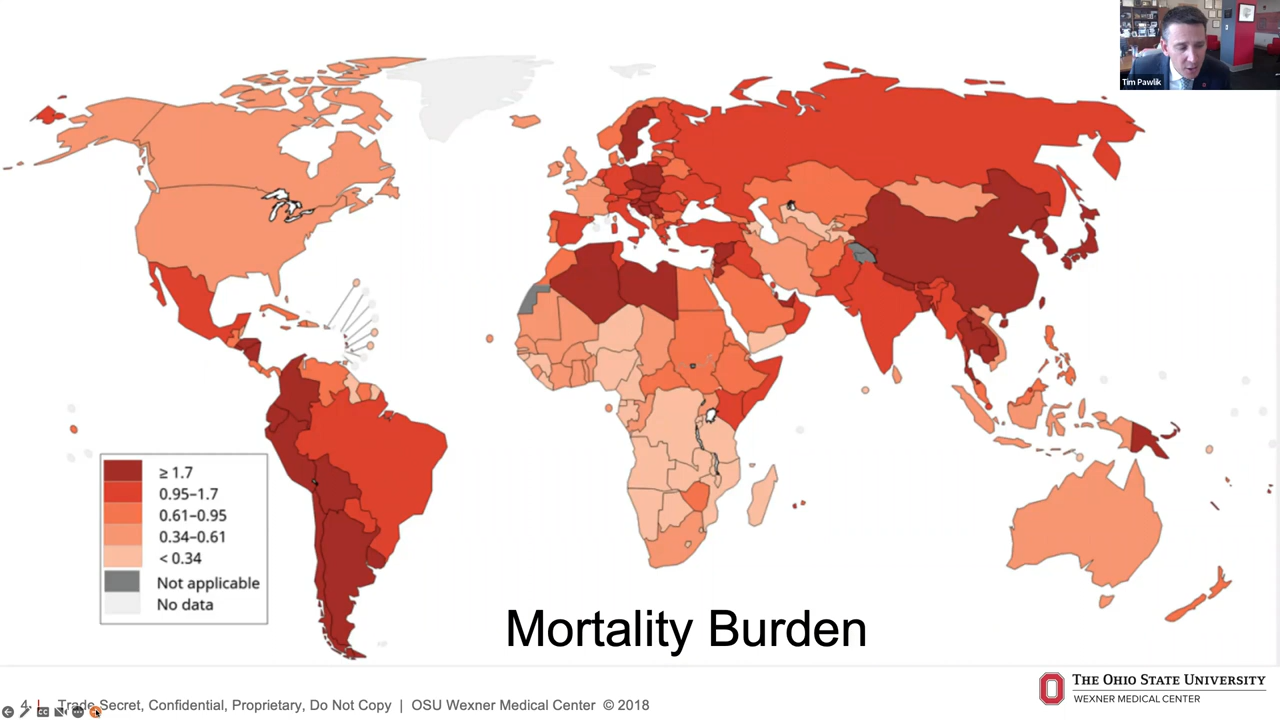 Tim Pawlik
≥ 1.7
0.95–1.7
0.61–0.95
0.34–0.61
< 0.34
Not applicable
No data
Mortality Burden
4 | Trade Secret, Confidential, Proprietary, Do Not Copy | OSU Wexner Medical Center © 2018
THE OHIO STATE UNIVERSITY
WEXNER MEDICAL CENTER